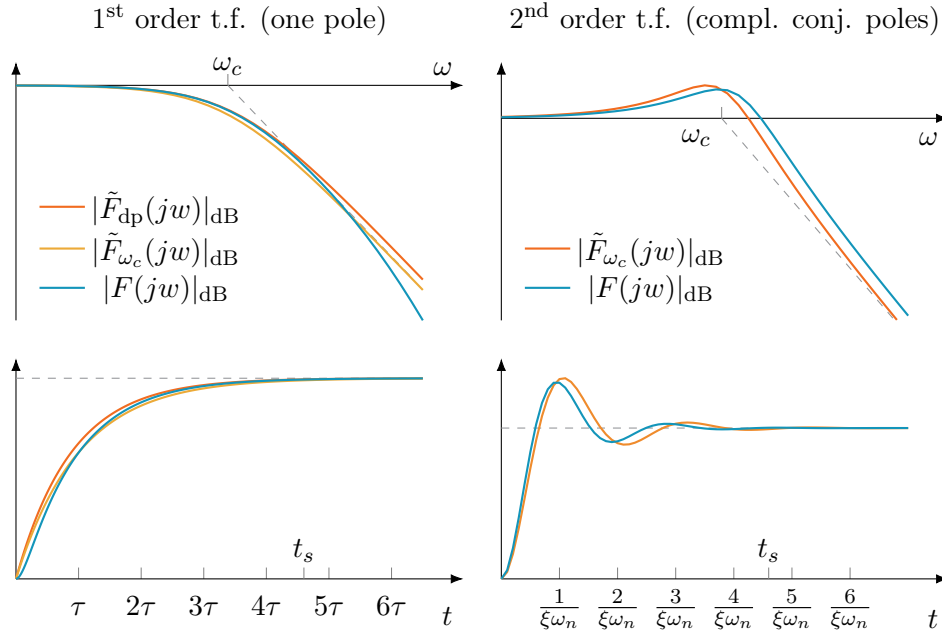 1st order t.f. (one pole)
2nd order t.f. (compl. conj. poles)
ω_c
ω
ω_c
ω
|F̃_dp(jw)|_dB
|F̃_ω_c(jw)|_dB
|F(jw)|_dB
|F̃_ω_c(jw)|_dB
|F(jw)|_dB
t_s
τ 2τ 3τ 4τ 5τ 6τ t
t_s
1/ξω_n 2/ξω_n 3/ξω_n 4/ξω_n 5/ξω_n 6/ξω_n t